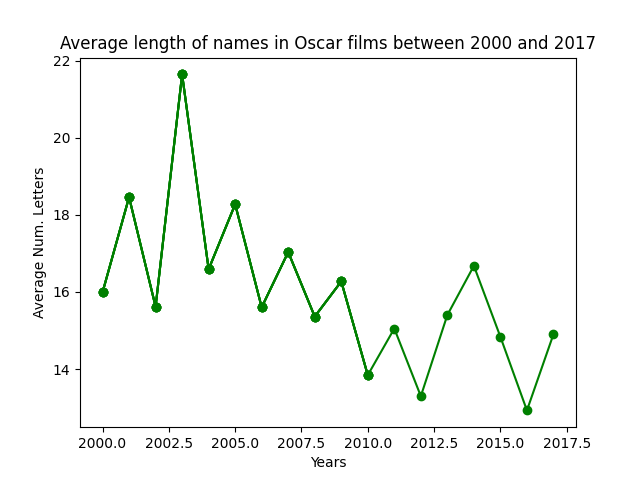 Average length of names in Oscar films between 2000 and 2017
22
20
18
16
14
Average Num. Letters
2000.0 2002.5 2005.0 2007.5 2010.0 2012.5 2015.0 2017.5
Years